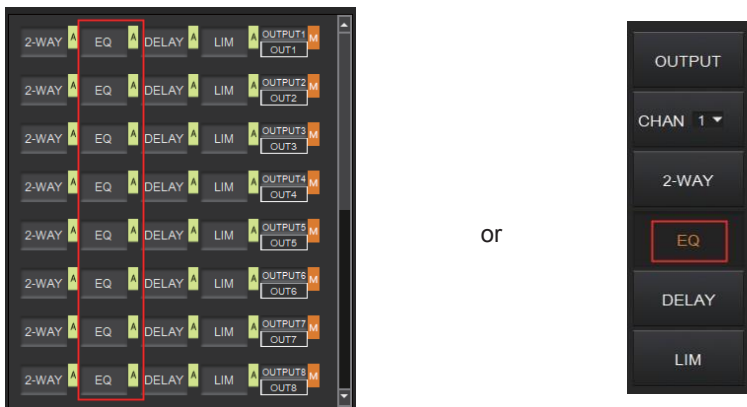 2-WAY A EQ A DELAY A LIM A OUTPUT1 M
OUT1
2-WAY A EQ A DELAY A LIM A OUTPUT2 M
OUT2
2-WAY A EQ A DELAY A LIM A OUTPUT3 M
OUT3
2-WAY A EQ A DELAY A LIM A OUTPUT4 M
OUT4
2-WAY A EQ A DELAY A LIM A OUTPUT5 M
OUT5
2-WAY A EQ A DELAY A LIM A OUTPUT6 M
OUT6
2-WAY A EQ A DELAY A LIM A OUTPUT7 M
OUT7
2-WAY A EQ A DELAY A LIM A OUTPUT8 M
OUT8
or
OUTPUT
CHAN 1
2-WAY
EQ
DELAY
LIM